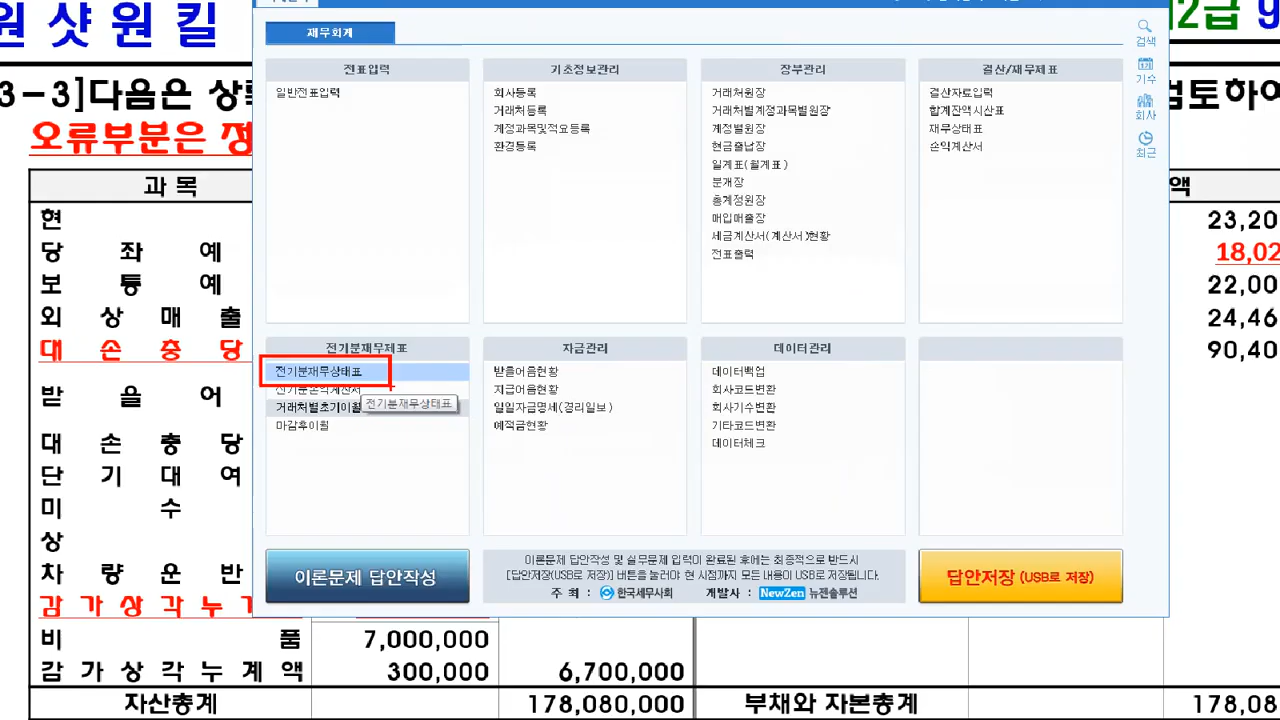 원 샷 원 킬
2급 9
3-3]다음은 상
검토하여
오류부분은 정
재무회계
검색
기수
회사
최근
전표입력
일반전표입력
기초정보관리
회사등록
거래처등록
계정과목및적요등록
환경등록
장부관리
거래처원장
거래처별계정과목별원장
계정별원장
현금출납장
일계표(월계표)
분개장
총계정원장
매입매출장
세금계산서(계산서)현황
전표출력
결산/재무제표
결산자료입력
합계잔액시산표
재무상태표
손익계산서
전기분재무제표
전기분재무상태표
전기분손익계산서
거래처별초기이월
전기분재무상태표
마감후이월
자금관리
받을어음현황
지급어음현황
일일자금명세(경리일보)
예적금현황
데이터관리
데이터백업
회사코드변환
회사기수변환
기타코드변환
데이터체크
이론문제 답안작성
이론문제 답안작성 및 실무문제 입력이 완료된 후에는 최종적으로 반드시
[답안저장(USB로 저장)] 버튼을 눌러야 현 시점까지 모든 내용이 USB로 저장됩니다.
주 최 : 한국세무사회 개발사 : NewZen 뉴젠솔루션
답안저장 (USB로 저장)
과 목
액
현 23,20
당 좌 예 18,02
보 통 예 22,00
외 상 매 출 24,46
대 손 충 당 90,40
받 을 어
대 손 충 당
단 기 대 여
미 수
상
차 량 운 반
감 가 상 각 누
비 품 7,000,000
감 가 상 각 누 계 액 300,000 6,700,000
자산총계 178,080,000 부채와 자본총계 178,08